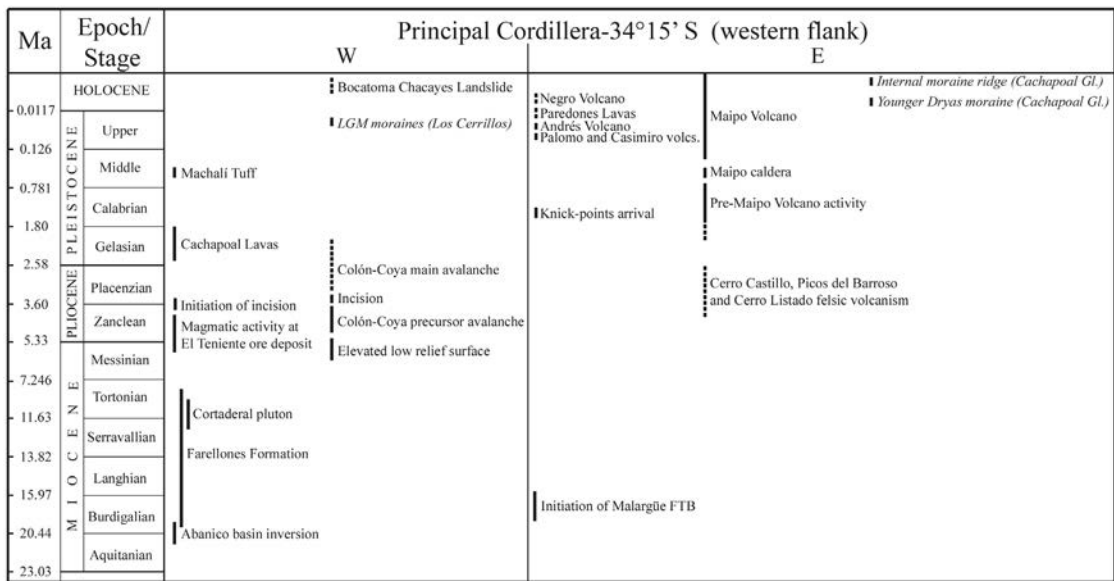 Ma
Epoch/
Stage
Principal Cordillera-34°15’ S (western flank)
W
E
HOLOCENE
0.0117
PLEISTOCENE
Upper
0.126
Middle
0.781
Calabrian
1.80
Gelasian
2.58
PLIOCENE
Placenzian
3.60
Zanclean
5.33
MIOCENE
Messinian
7.246
Tortonian
11.63
Serravallian
13.82
Langhian
15.97
Burdigalian
20.44
Aquitanian
23.03
Machalí Tuff
Cachapoal Lavas
Initiation of incision
Magmatic activity at
El Teniente ore deposit
Cortaderal pluton
Farellones Formation
Abanico basin inversion
Bocatoma Chacayes Landslide
LGM moraines (Los Cerrillos)
Colón-Coya main avalanche
Incision
Colón-Coya precursor avalanche
Elevated low relief surface
Negro Volcano
Paredones Lavas
Andrés Volcano
Palomo and Casimiro volcs.
Knick-points arrival
Initiation of Malargüe FTB
Maipo Volcano
Maipo caldera
Pre-Maipo Volcano activity
Cerro Castillo, Picos del Barroso
and Cerro Listado felsic volcanism
Internal moraine ridge (Cachapoal Gl.)
Younger Dryas moraine (Cachapoal Gl.)